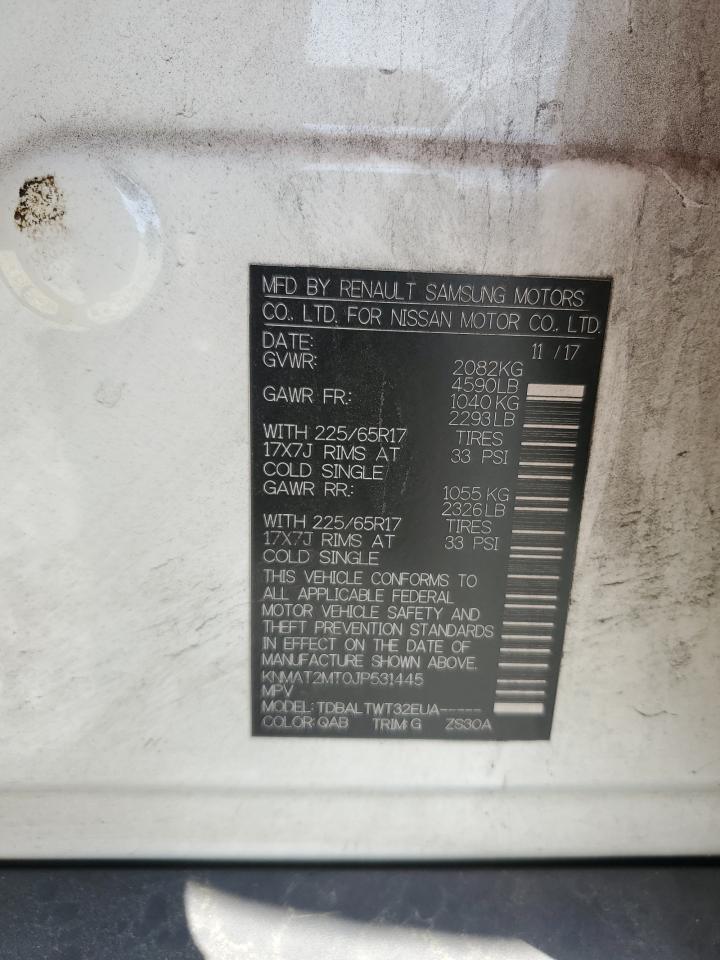 MFD BY RENAULT SAMSUNG MOTORS
CO., LTD. FOR NISSAN MOTOR CO., LTD.
DATE: 11 /17
GVWR: 2082KG
4590LB
GAWR FR.: 1040KG
2293LB
WITH 225/65R17 TIRES
17X7J RIMS AT 33 PSI
COLD SINGLE
GAWR RR.: 1055KG
2326LB
WITH 225/65R17 TIRES
17X7J RIMS AT 33 PSI
COLD SINGLE
THIS VEHICLE CONFORMS TO
ALL APPLICABLE FEDERAL
MOTOR VEHICLE SAFETY AND
THEFT PREVENTION STANDARDS
IN EFFECT ON THE DATE OF
MANUFACTURE SHOWN ABOVE.
KNMAT2MT0JP531445
MPV
MODEL: TDBALTWT32EUA-----
COLOR: QAB TRIM: G ZS30A